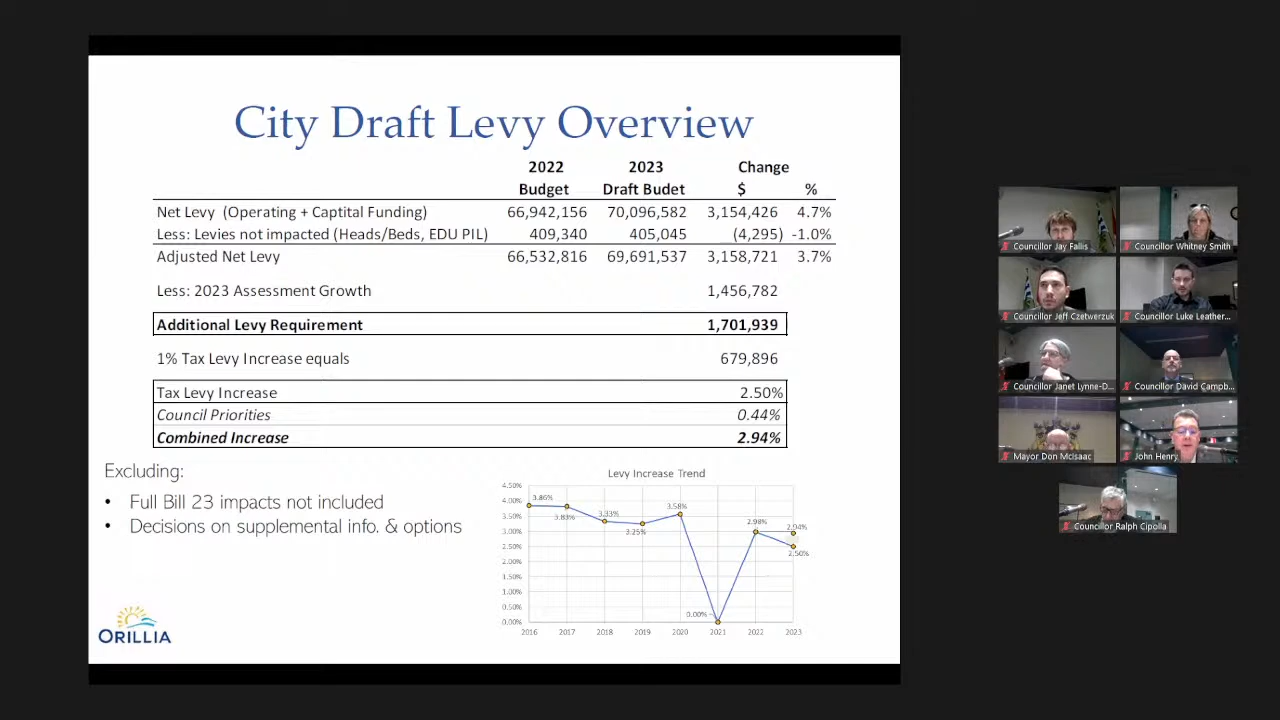 City Draft Levy Overview
2022 2023 Change
Budget Draft Budet $ %
Net Levy (Operating + Captital Funding) 66,942,156 70,096,582 3,154,426 4.7%
Less: Levies not impacted (Heads/Beds, EDU PIL) 409,340 405,045 (4,295) -1.0%
Adjusted Net Levy 66,532,816 69,691,537 3,158,721 3.7%
Less: 2023 Assessment Growth 1,456,782
Additional Levy Requirement 1,701,939
1% Tax Levy Increase equals 679,896
Tax Levy Increase 2.50%
Council Priorities 0.44%
Combined Increase 2.94%
Excluding:
• Full Bill 23 impacts not included
• Decisions on supplemental info. & options
ORILLIA
Levy Increase Trend
4.50%
4.00%
3.50%
3.00%
2.50%
2.00%
1.50%
1.00%
0.50%
0.00%
3.86%
3.83%
3.33%
3.25%
3.58%
0.00%
2.98%
2.94%
2.50%
2016 2017 2018 2019 2020 2021 2022 2023
Councillor Jay Fallis
Councillor Whitney Smith
Councillor Jeff Czetwerzuk
Councillor Luke Leather...
Councillor Janet Lynne-D...
Councillor David Campb...
Mayor Don McIsaac
John Henry
Councillor Ralph Cipolla